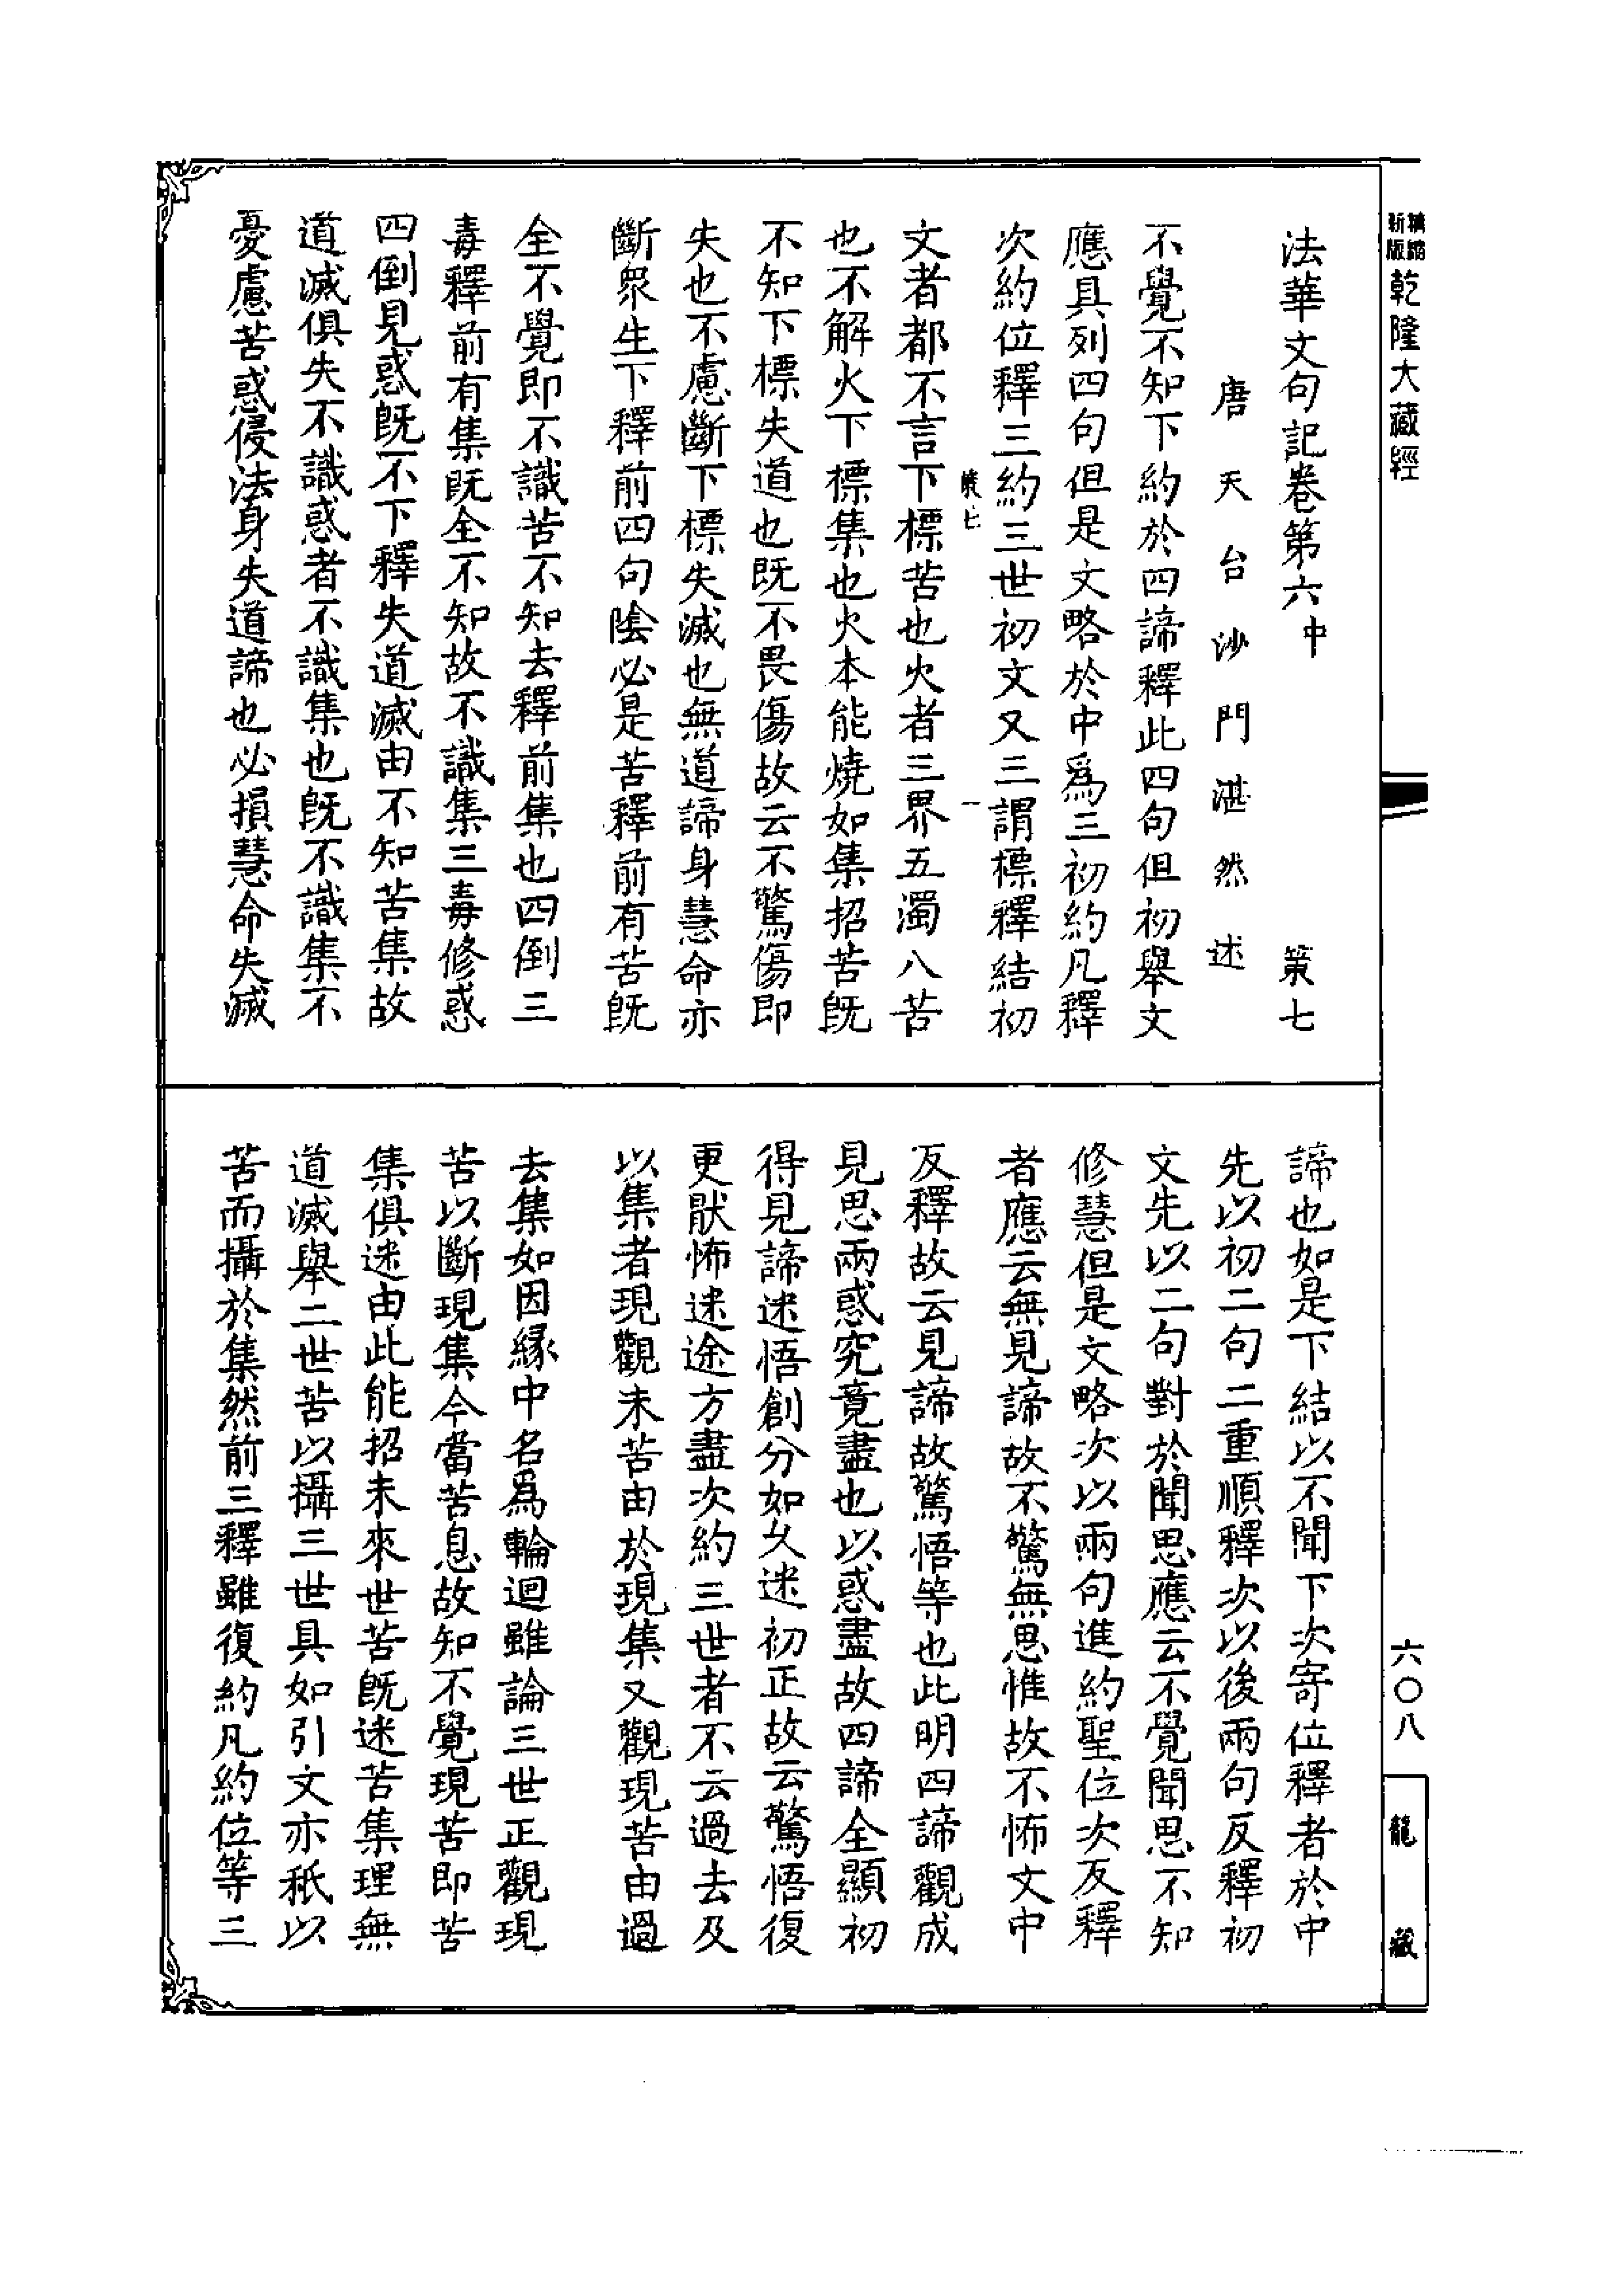 精縮
新版
乾隆大藏經
六〇八
龍藏
法華文句記卷第六中 策七
唐天台沙門湛然述
不覺不知下約於四諦釋此四句但初舉文
應具列四句但是文略於中爲三初約凡釋
次約位釋三約三世初文又三謂標釋結初
策七 一
文者都不言下標苦也火者三界五濁八苦
也不解火下標集也火本能燒如集招苦既
不知下標失道也既不畏傷故云不驚傷即
失也不慮斷下標失滅也無道諦身慧命亦
斷衆生下釋前四句陰必是苦釋前有苦旣
全不覺即不識苦不知去釋前集也四倒三
毒釋前有集旣全不知故不識集三毒修惑
四倒見惑旣不下釋失道滅由不知苦集故
道滅俱失不識惑者不識集也旣不識集不
憂慮苦惑侵法身失道諦也必損慧命失滅
諦也如是下結以不聞下次寄位釋者於中
先以初二句二重順釋次以後兩句反釋初
文先以二句對於聞思應云不覺聞思不知
修慧但是文略次以兩句進約聖位次反釋
者應云無見諦故不驚無思惟故不怖文中
反釋故云見諦故驚悟等也此明四諦觀成
見思兩惑究竟盡也以惑盡故四諦全顯初
得見諦迷悟創分如久迷初正故云驚悟復
更猒怖迷途方盡次約三世者不云過去及
以集者現觀未苦由於現集又觀現苦由過
去集如因緣中名爲輪迴雖論三世正觀現
苦以斷現集今當苦息故知不覺現苦即苦
集俱迷由此能招未來世苦旣迷苦集理無
道滅舉二世苦以攝三世具如引文亦秖以
苦而攝於集然前三釋雖復約凡約位等三